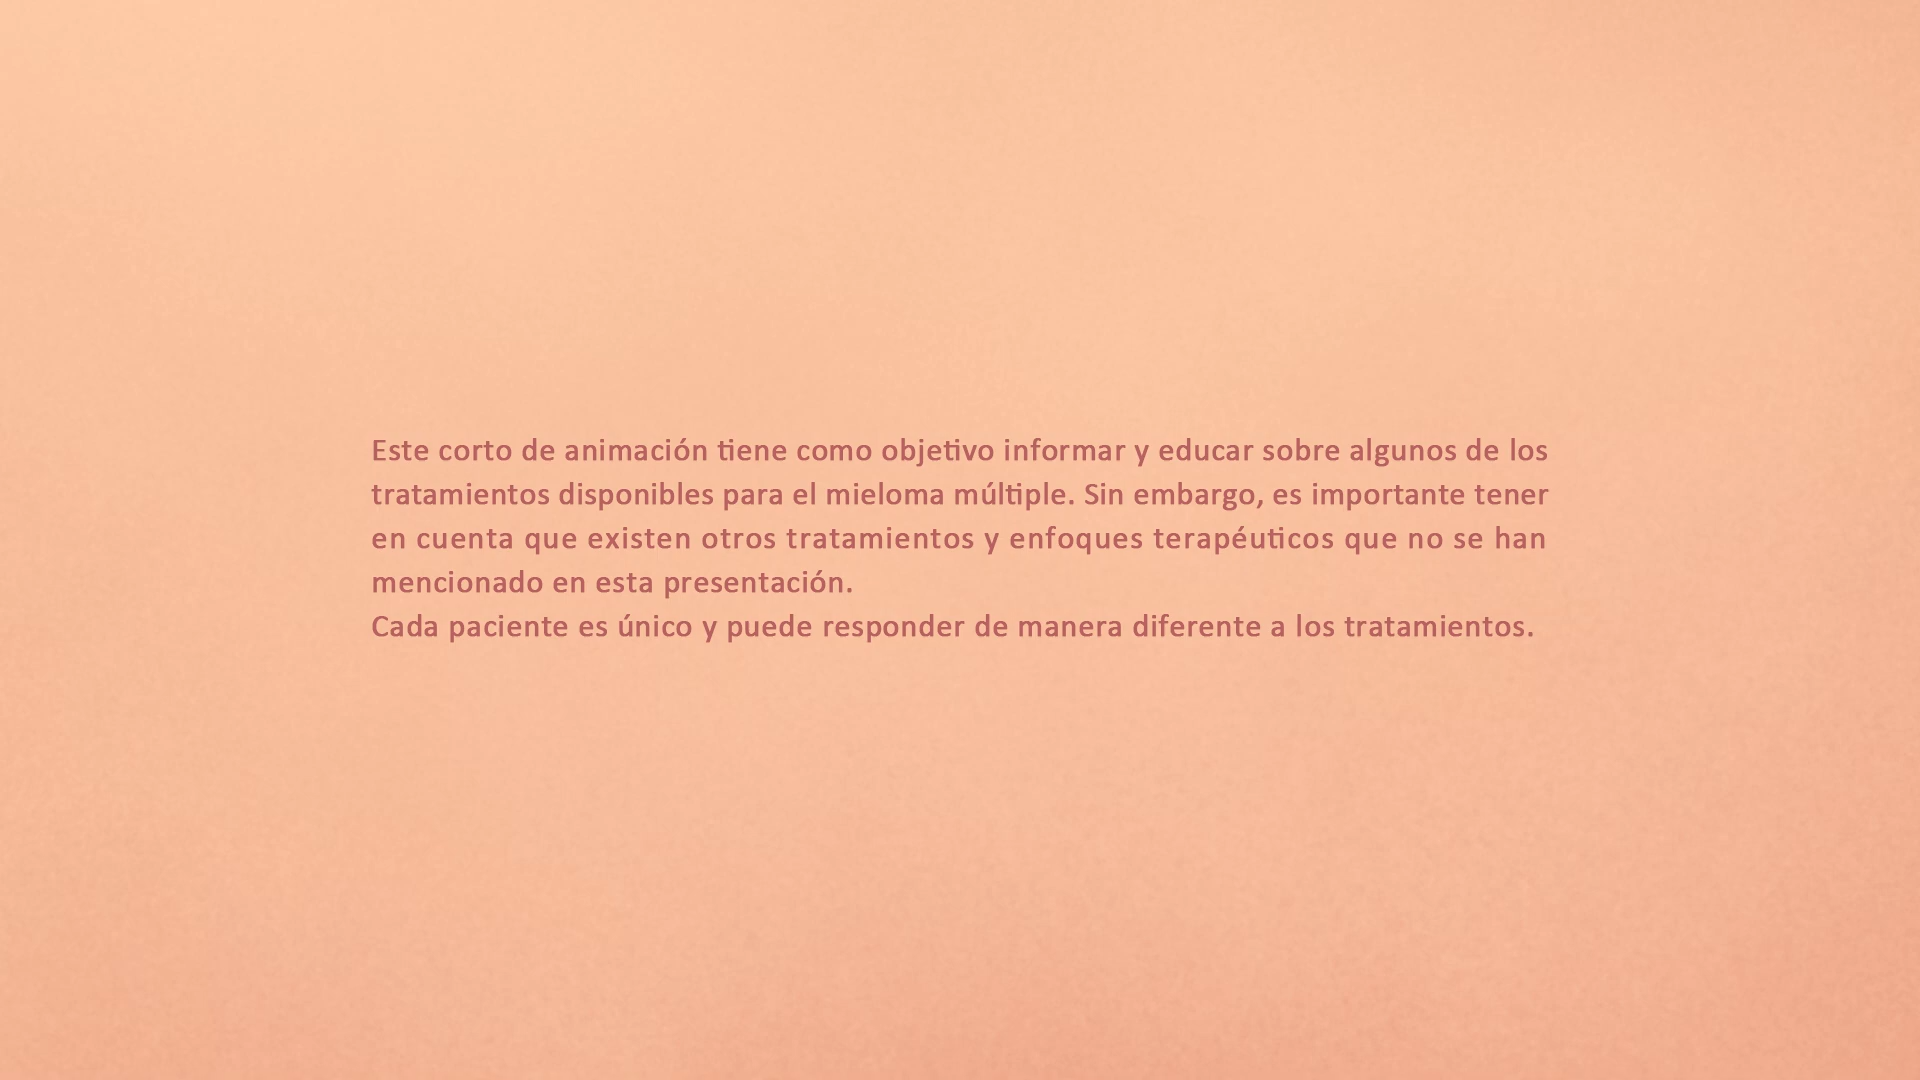 Este corto de animación tiene como objetivo informar y educar sobre algunos de los
tratamientos disponibles para el mieloma múltiple. Sin embargo, es importante tener
en cuenta que existen otros tratamientos y enfoques terapéuticos que no se han
mencionado en esta presentación.
Cada paciente es único y puede responder de manera diferente a los tratamientos.